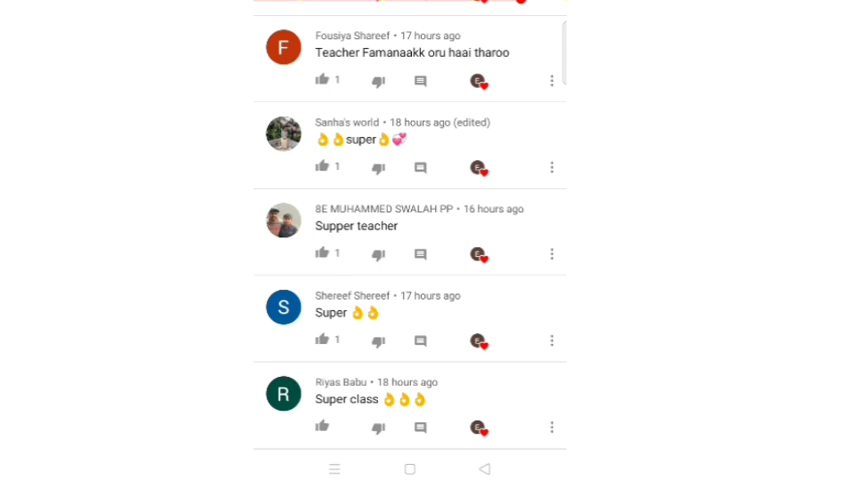 F
Fousiya Shareef • 17 hours ago
Teacher Famanaakk oru haai tharoo
1
E
Sanha's world • 18 hours ago (edited)
👌👌super👌💞
1
E
8E MUHAMMED SWALAH PP • 16 hours ago
Supper teacher
1
E
S
Shereef Shereef • 17 hours ago
Super 👌👌
1
E
R
Riyas Babu • 18 hours ago
Super class 👌👌👌
E